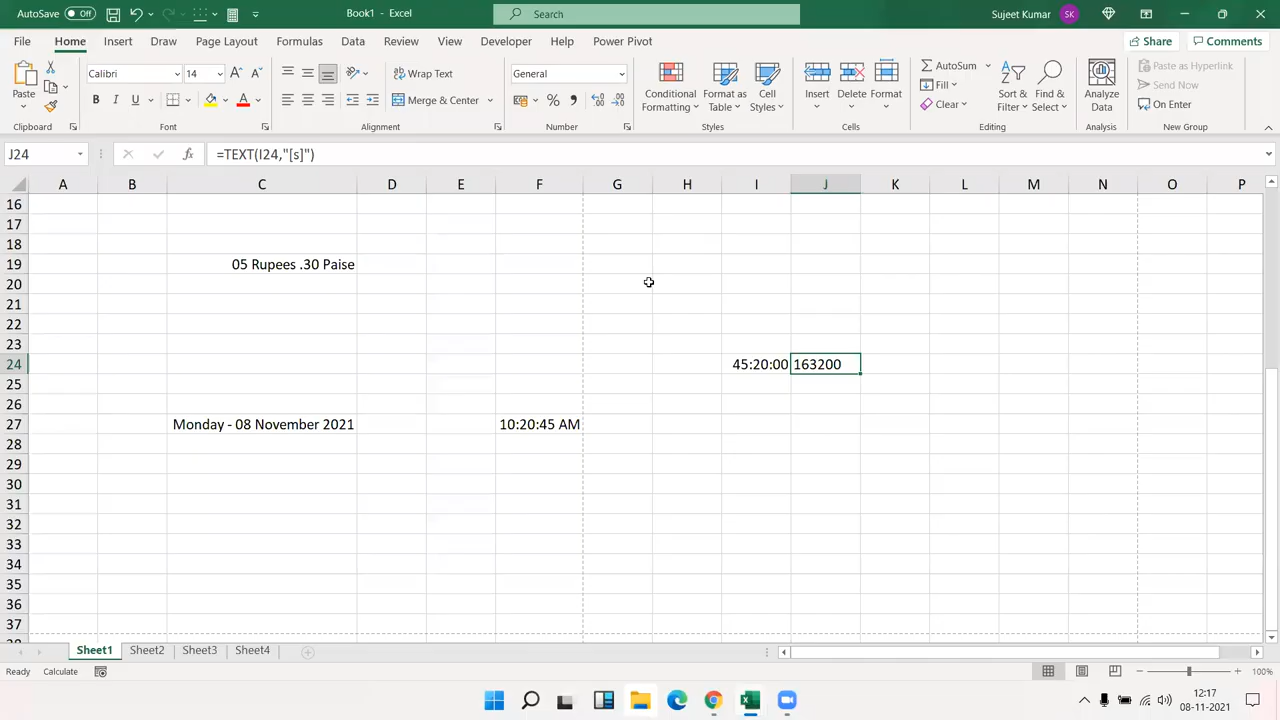 AutoSave Off Book1 - Excel Search Sujeet Kumar SK
File Home Insert Draw Page Layout Formulas Data Review View Developer Help Power Pivot Share Comments
Paste Calibri 14 Wrap Text General Conditional Formatting Format as Table Cell Styles Insert Delete Format AutoSum Sort & Filter Find & Select Analyze Data Paste as Hyperlink
B I U Merge & Center Fill Send Now
Clear On Enter
Clipboard Font Alignment Number Styles Cells Editing Analysis New Group
J24 fx =TEXT(I24,"[s]")
A B C D E F G H I J K L M N O P
16
17
18
19 05 Rupees .30 Paise
20
21
22
23
24 45:20:00 163200
25
26
27 Monday - 08 November 2021 10:20:45 AM
28
29
30
31
32
33
34
35
36
37
Sheet1 Sheet2 Sheet3 Sheet4
Ready Calculate 100%
12:17
08-11-2021